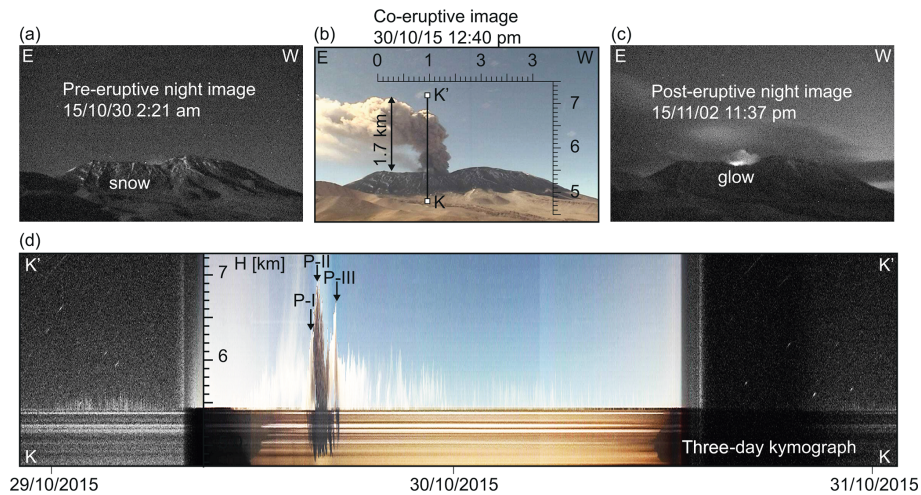 (a)
E
W
Pre-eruptive night image
15/10/30 2:21 am
snow
Co-eruptive image
30/10/15 12:40 pm
(b)
E
W
0 1 3 3
K'
7
1.7 km
6
5
K
(c)
E
W
Post-eruptive night image
15/11/02 11:37 pm
glow
(d)
K'
H [km]
P-II
P-III
P-I
K'
7
6
K
Three-day kymograph
K
29/10/2015
30/10/2015
31/10/2015